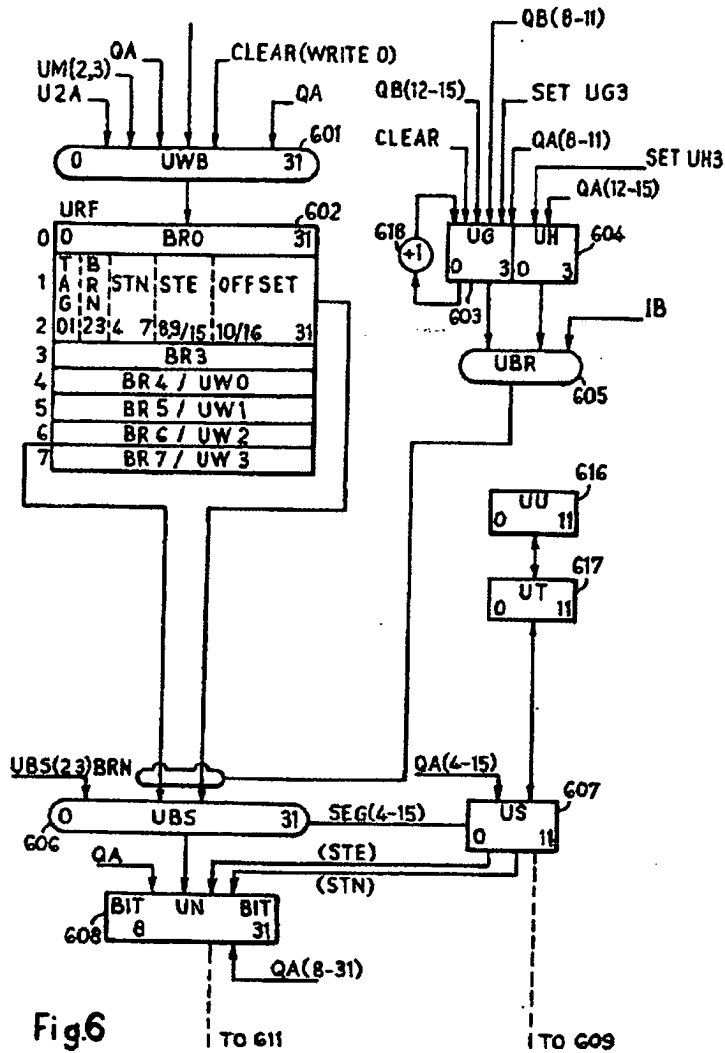 QB(8-11)
QA
CLEAR(WRITE 0)
UM(2,3)
U2A
QA
601
0 UWB 31
QB(12-15)
SET UG3
CLEAR
QA(8-11)
SET UH3
QA(12-15)
URF
602
0 0 BR0 31
1 TAG BRN STN STE OFFSET
2 01 23 4 7 8,9/15 10/16 31
3 BR3
4 BR4 / UW0
5 BR5 / UW1
6 BR6 / UW2
7 BR7 / UW3
618 +1
UG UH
0 3 0 3
604
603
IB
UBR
605
616
UU
0 11
617
UT
0 11
UBS(23)BRN
QA(4-15)
607
0 UBS 31
SEG(4-15)
US
0 11
606
(STE)
QA
(STN)
BIT UN BIT
8 31
608
QA(8-31)
Fig.6
TO 611
TO 609